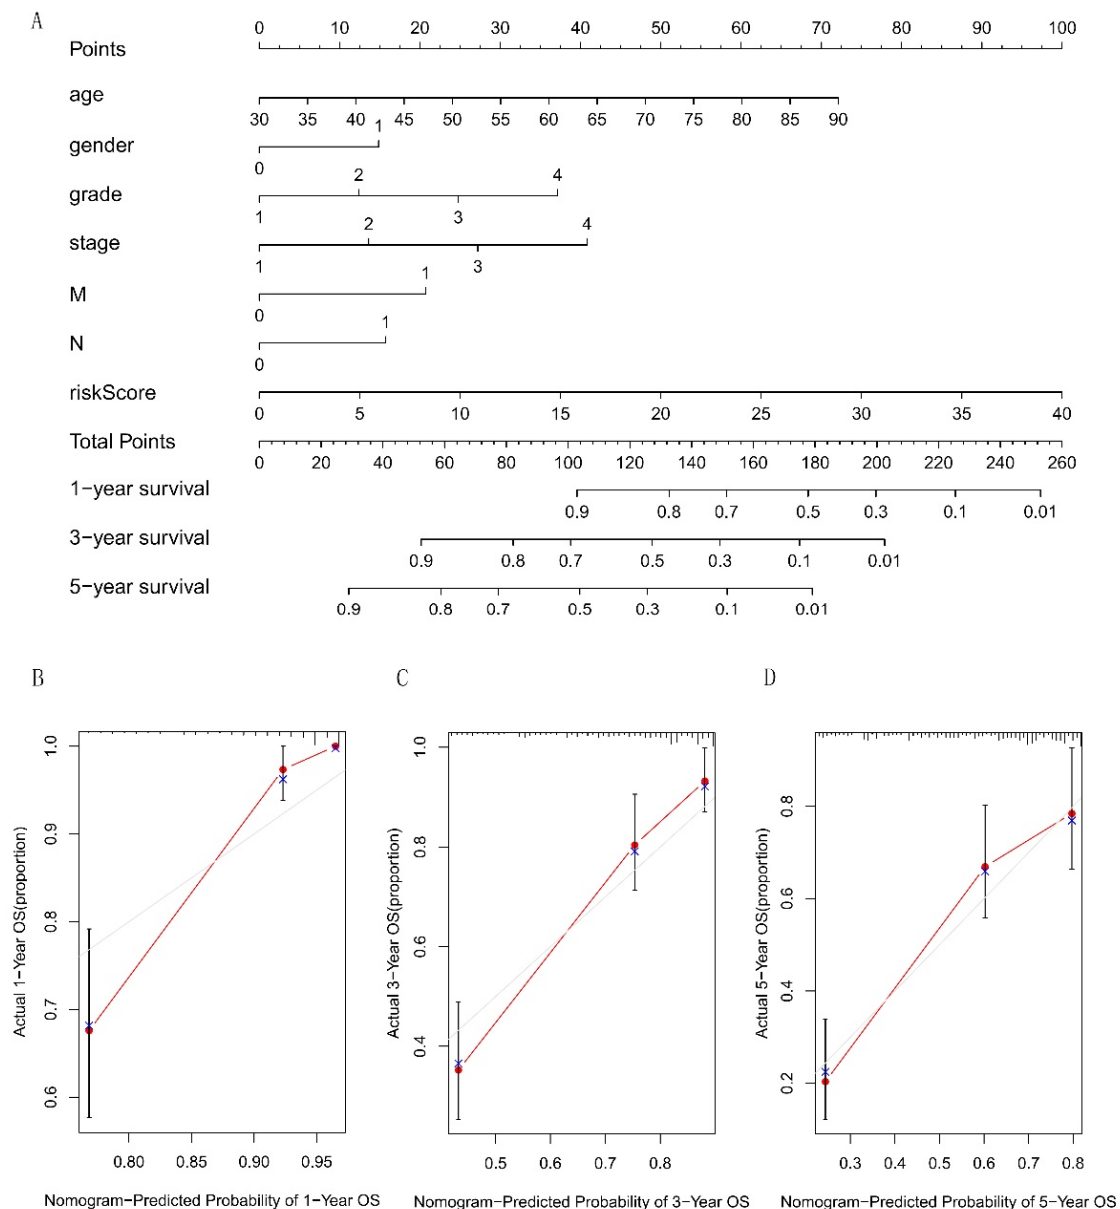 A
0 10 20 30 40 50 60 70 80 90 100
Points
age
30 35 40 45 50 55 60 65 70 75 80 85 90
1
gender
0
2 4
grade
1 3
2 4
stage
1 3
1
M
0
1
N
0
riskScore
0 5 10 15 20 25 30 35 40
Total Points
0 20 40 60 80 100 120 140 160 180 200 220 240 260
1−year survival
0.9 0.8 0.7 0.5 0.3 0.1 0.01
3−year survival
0.9 0.8 0.7 0.5 0.3 0.1 0.01
5−year survival
0.9 0.8 0.7 0.5 0.3 0.1 0.01
B
Actual 1−Year OS(proportion)
1.0
0.9
0.8
0.7
0.6
0.80 0.85 0.90 0.95
Nomogram−Predicted Probability of 1−Year OS
C
Actual 3−Year OS(proportion)
1.0
0.8
0.6
0.4
0.5 0.6 0.7 0.8
Nomogram−Predicted Probability of 3−Year OS
D
Actual 5−Year OS(proportion)
0.8
0.6
0.4
0.2
0.3 0.4 0.5 0.6 0.7 0.8
Nomogram−Predicted Probability of 5−Year OS